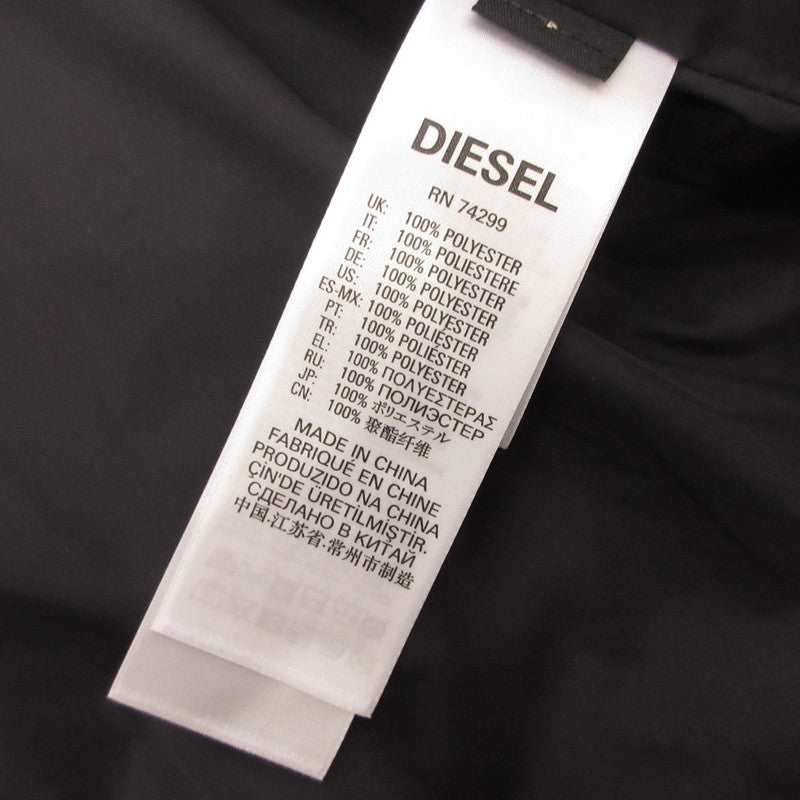 DIESEL
RN 74299
UK: 100% POLYESTER
IT: 100% POLIESTERE
FR: 100% POLYESTER
DE: 100% POLYESTER
US: 100% POLYESTER
ES-MX: 100% POLIÉSTER
PT: 100% POLIÉSTER
TR: 100% POLYESTER
EL: 100% ΠΟΛΥΕΣΤΕΡΑΣ
RU: 100% ПОЛИЭСТЕР
JP: 100% ポリエステル
CN: 100% 聚酯纤维
MADE IN CHINA
FABRIQUÉ EN CHINE
PRODUZIDO NA CHINA
ÇİN'DE ÜRETİLMİŞTİR.
СДЕЛАНО В КИТАЙ
中国.江苏省.常州市制造